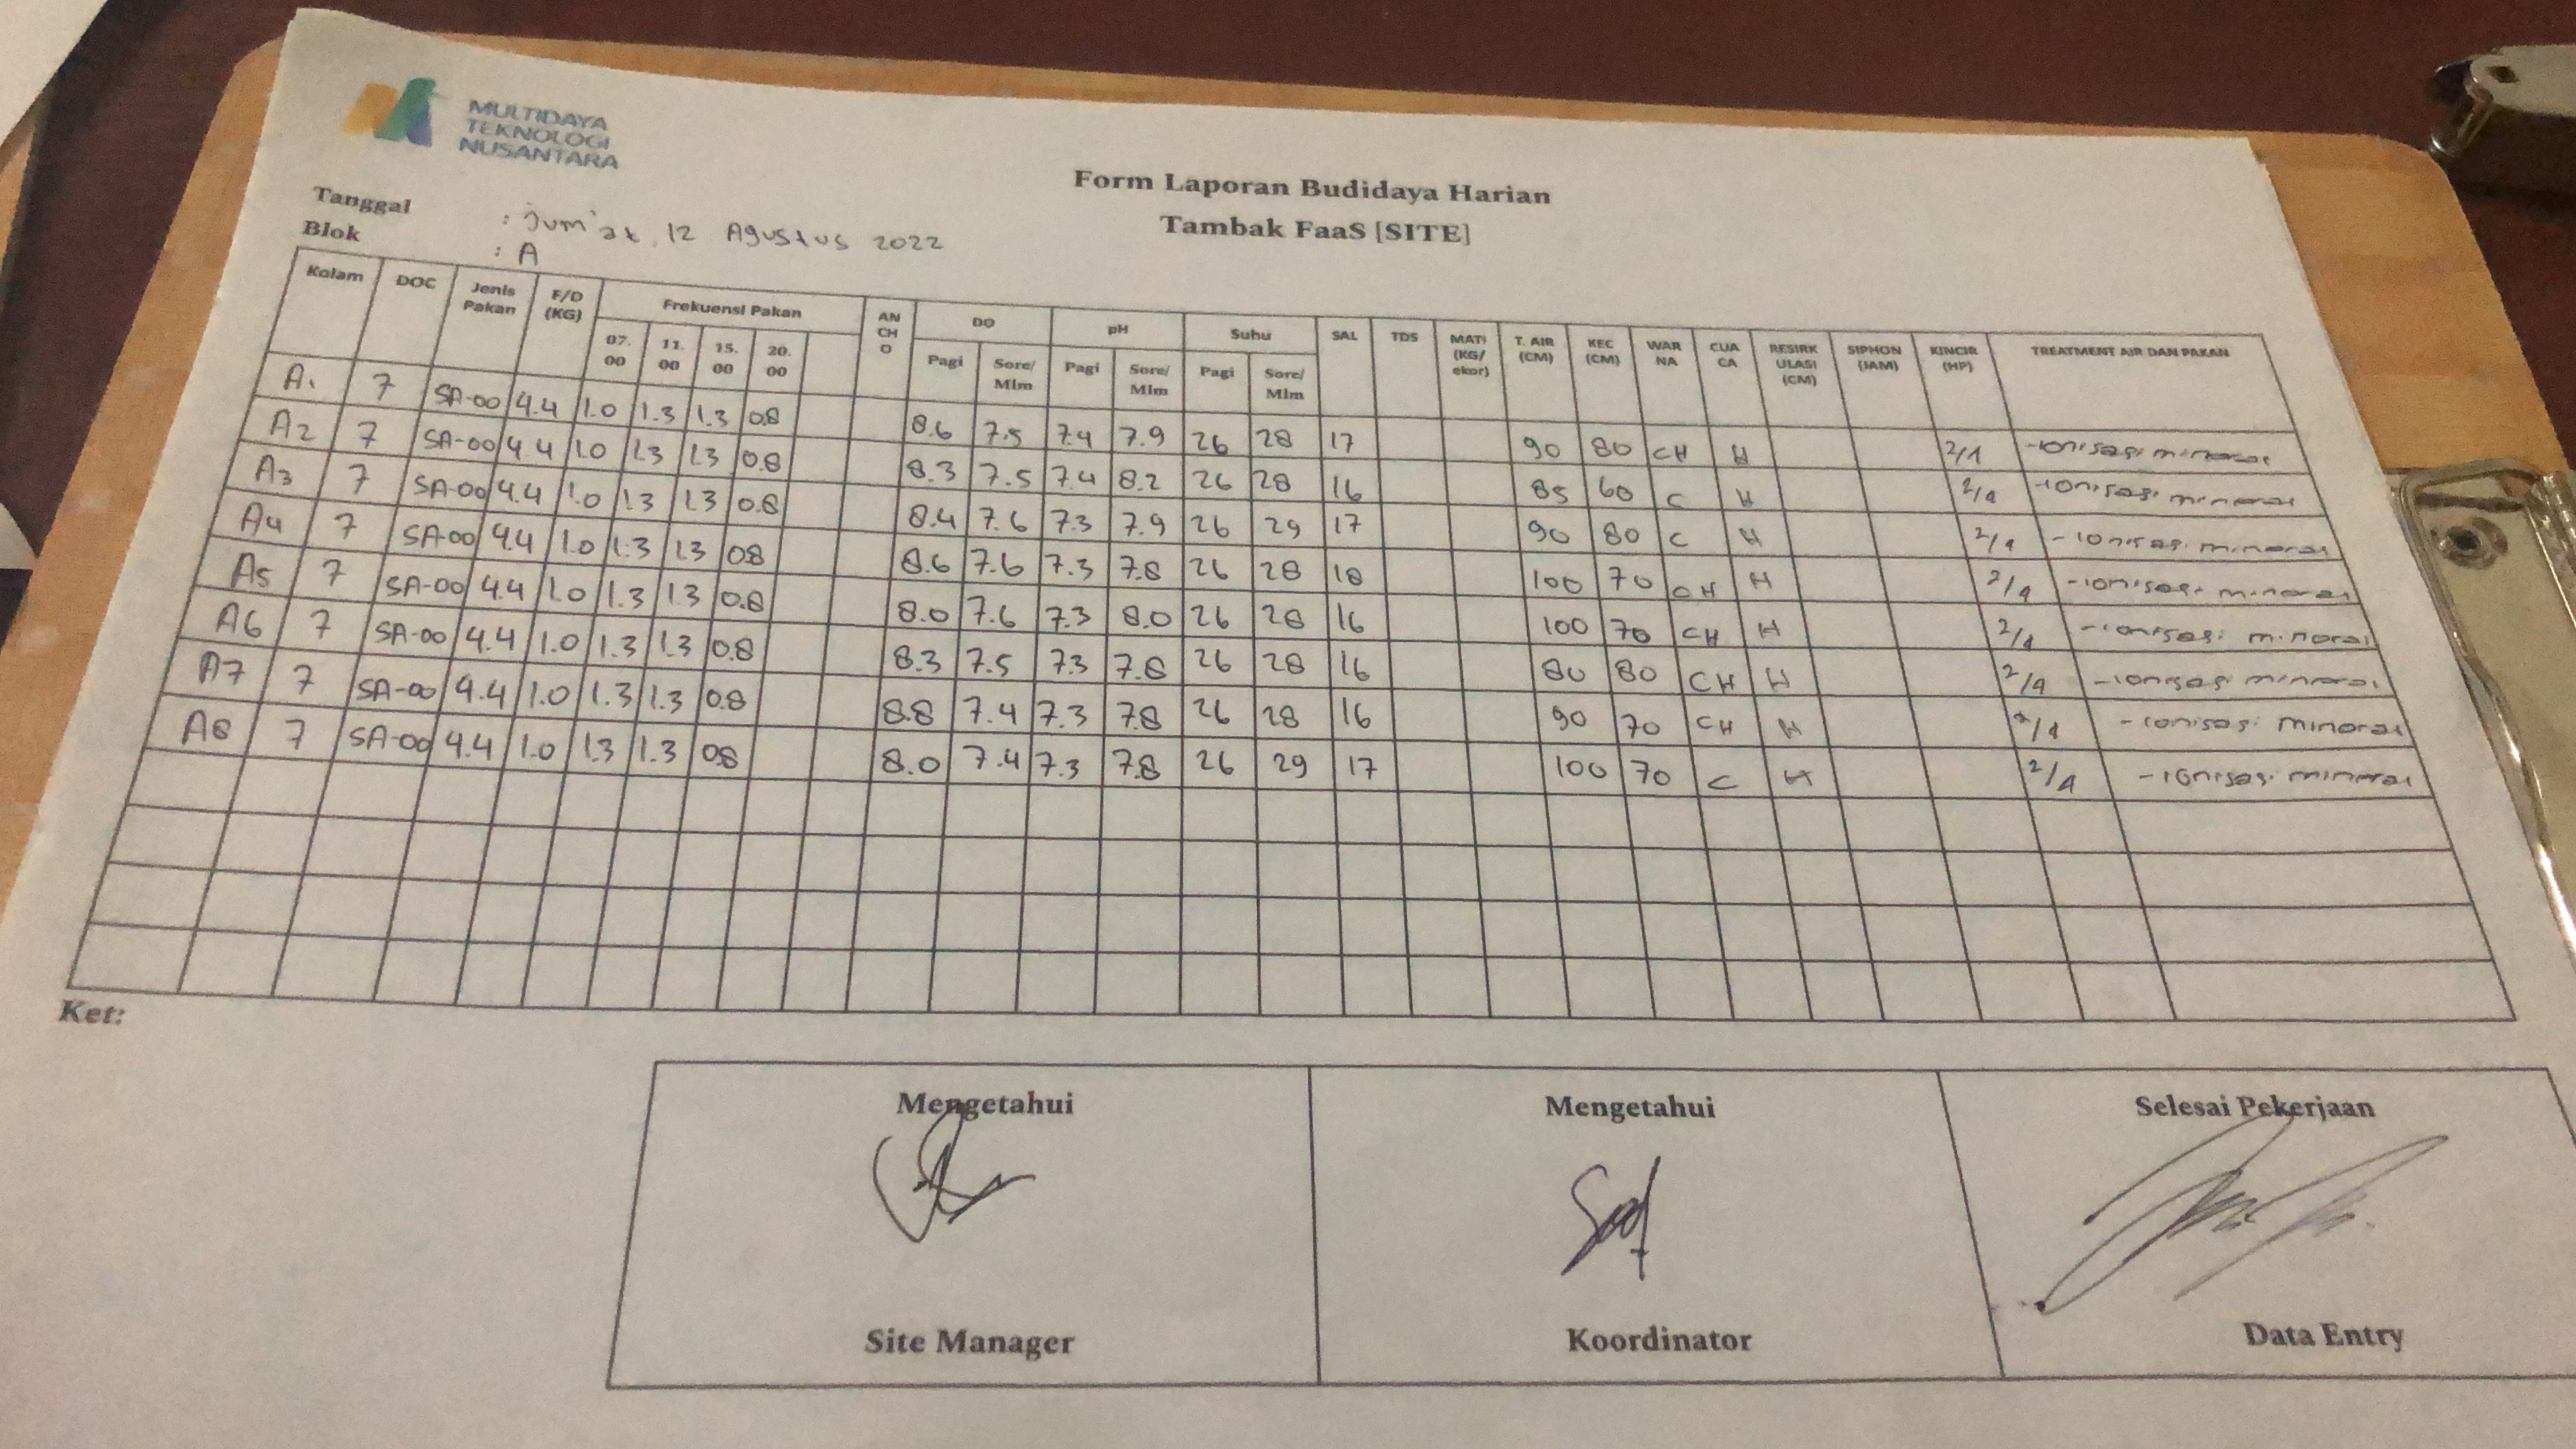 MULTIDAYA
TEKNOLOGI
NUSANTARA
Form Laporan Budidaya Harian
Tambak FaaS [SITE]
Tanggal : Jum'at, 12 Agustus 2022
Blok : A
Kolam DOC Jenis Pakan F/D (KG) Frekuensi Pakan 07.00 11.00 15.00 20.00 ANCHO DO Pagi Sore/Mlm pH Pagi Sore/Mlm Suhu Pagi Sore/Mlm SAL TDS MATI (KG/ekor) T. AIR (CM) KEC (CM) WARNA CUACA RESIRKULASI (CM) SIPHON (JAM) KINCIR (HP) TREATMENT AIR DAN PAKAN
A1 7 SA-00 4.4 1.0 1.3 1.3 0.8 8.6 7.5 7.4 7.9 26 28 17 90 80 CH H 2/1 -ionisasi mineral
A2 7 SA-00 4.4 1.0 1.3 1.3 0.8 8.3 7.5 7.4 8.2 26 28 16 85 60 C H 2/1 -ionisasi mineral
A3 7 SA-00 4.4 1.0 1.3 1.3 0.8 8.4 7.6 7.3 7.9 26 29 17 90 80 C H 2/1 -ionisasi mineral
A4 7 SA-00 4.4 1.0 1.3 1.3 0.8 8.6 7.6 7.3 7.8 26 28 18 100 70 CH H 2/1 -ionisasi mineral
A5 7 SA-00 4.4 1.0 1.3 1.3 0.8 8.0 7.6 7.3 8.0 26 28 16 100 70 CH H 2/1 -ionisasi mineral
A6 7 SA-00 4.4 1.0 1.3 1.3 0.8 8.3 7.5 7.3 7.8 26 28 16 80 80 CH H 2/1 -ionisasi mineral
A7 7 SA-00 4.4 1.0 1.3 1.3 0.8 8.8 7.4 7.3 7.8 26 28 16 90 70 CH H 2/1 -ionisasi mineral
A8 7 SA-00 4.4 1.0 1.3 1.3 0.8 8.0 7.4 7.3 7.8 26 29 17 100 70 C H 2/1 -ionisasi mineral
Ket:
Mengetahui Mengetahui Selesai Pekerjaan
Site Manager Koordinator Data Entry